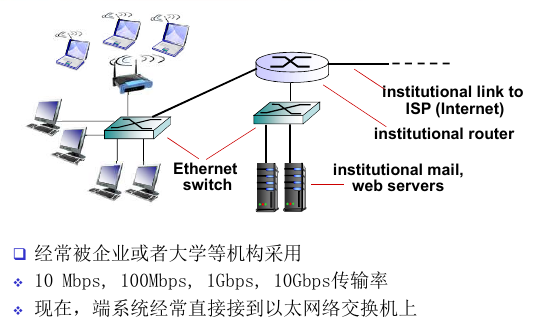 institutional link to
ISP (Internet)
institutional router
Ethernet
switch
institutional mail,
web servers
经常被企业或者大学等机构采用
10 Mbps, 100Mbps, 1Gbps, 10Gbps传输率
现在，端系统经常直接接到以太网络交换机上